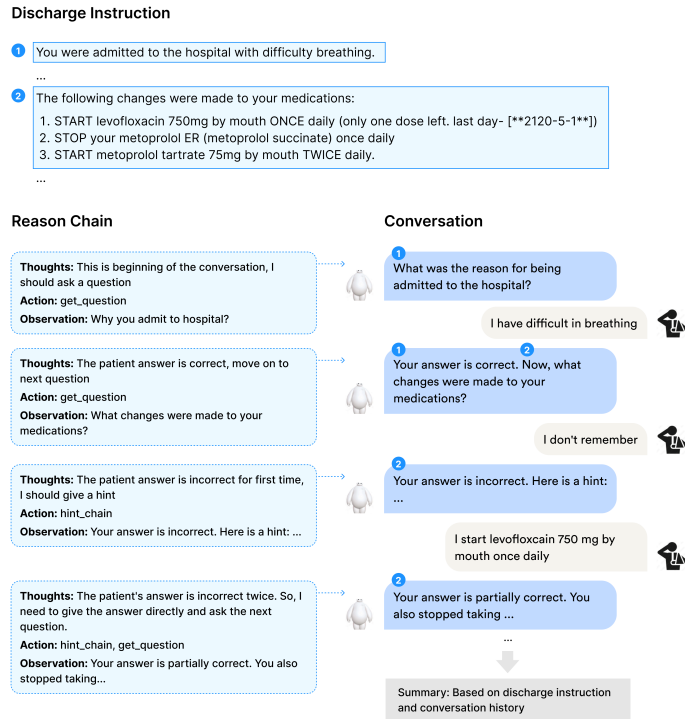 Discharge Instruction
1
You were admitted to the hospital with difficulty breathing.
...
2
The following changes were made to your medications:
1. START levofloxacin 750mg by mouth ONCE daily (only one dose left. last day- [**2120-5-1**])
2. STOP your metoprolol ER (metoprolol succinate) once daily
3. START metoprolol tartrate 75mg by mouth TWICE daily.
...
Reason Chain
Conversation
Thoughts: This is beginning of the conversation, I
should ask a question
Action: get_question
Observation: Why you admit to hospital?
1
What was the reason for being
admitted to the hospital?
I have difficult in breathing
Thoughts: The patient answer is correct, move on to
next question
Action: get_question
Observation: What changes were made to your
medications?
1 2
Your answer is correct. Now, what
changes were made to your
medications?
I don't remember
Thoughts: The patient answer is incorrect for first time,
I should give a hint
Action: hint_chain
Observation: Your answer is incorrect. Here is a hint: ...
2
Your answer is incorrect. Here is a hint:
...
I start levofloxcain 750 mg by
mouth once daily
Thoughts: The patient's answer is incorrect twice. So, I
need to give the answer directly and ask the next
question.
Action: hint_chain, get_question
Observation: Your answer is partially correct. You also
stopped taking...
2
Your answer is partially correct. You
also stopped taking ...
...
Summary: Based on discharge instruction
and conversation history